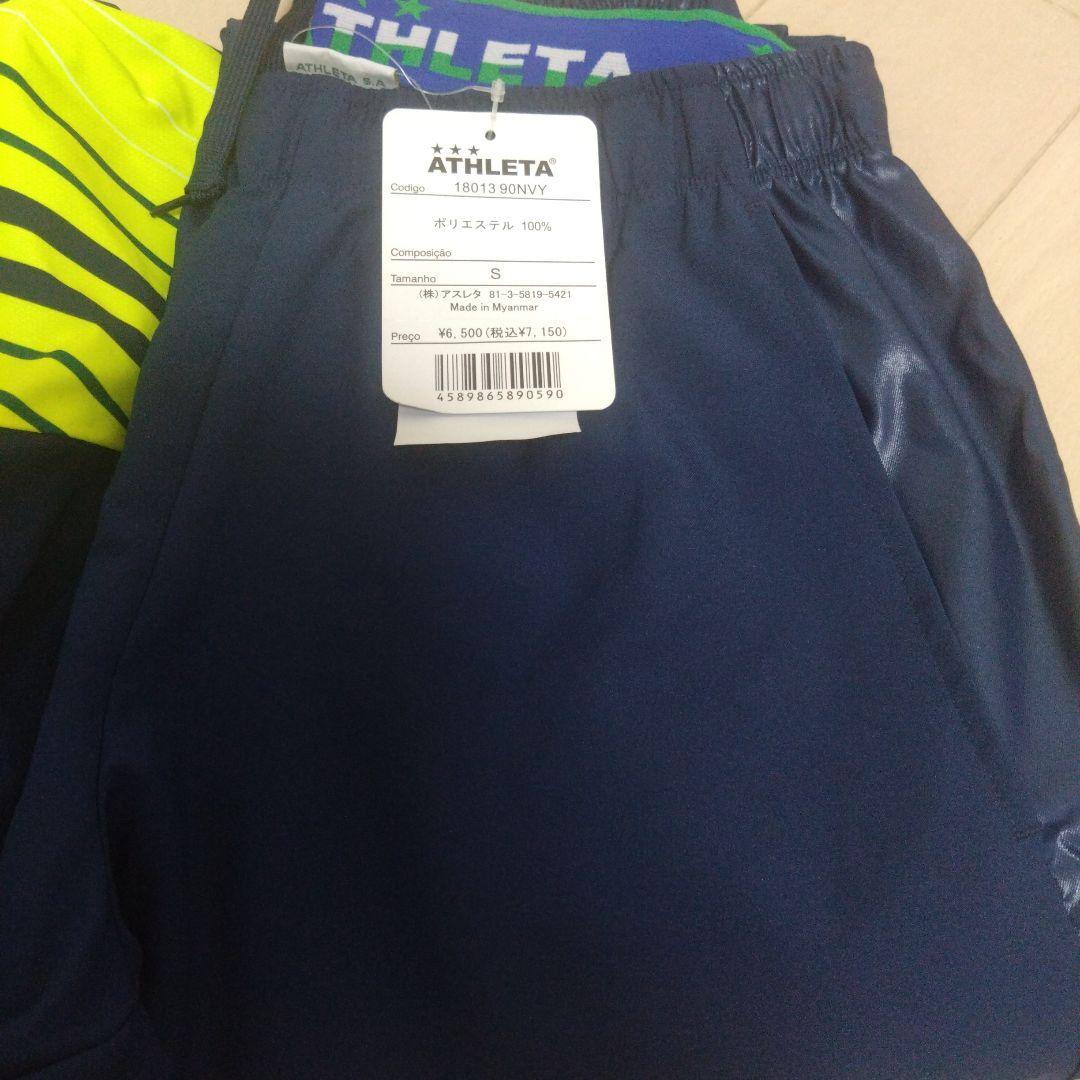 THLETA
ATHLETA S.A
ATHLETA®
Codigo 18013 90NVY
ポリエステル 100%
Composição
Tamanho S
(株)アスレタ 81-3-5819-5421
Made in Myanmar
Preço ¥6,500(税込¥7,150)
4589865890590